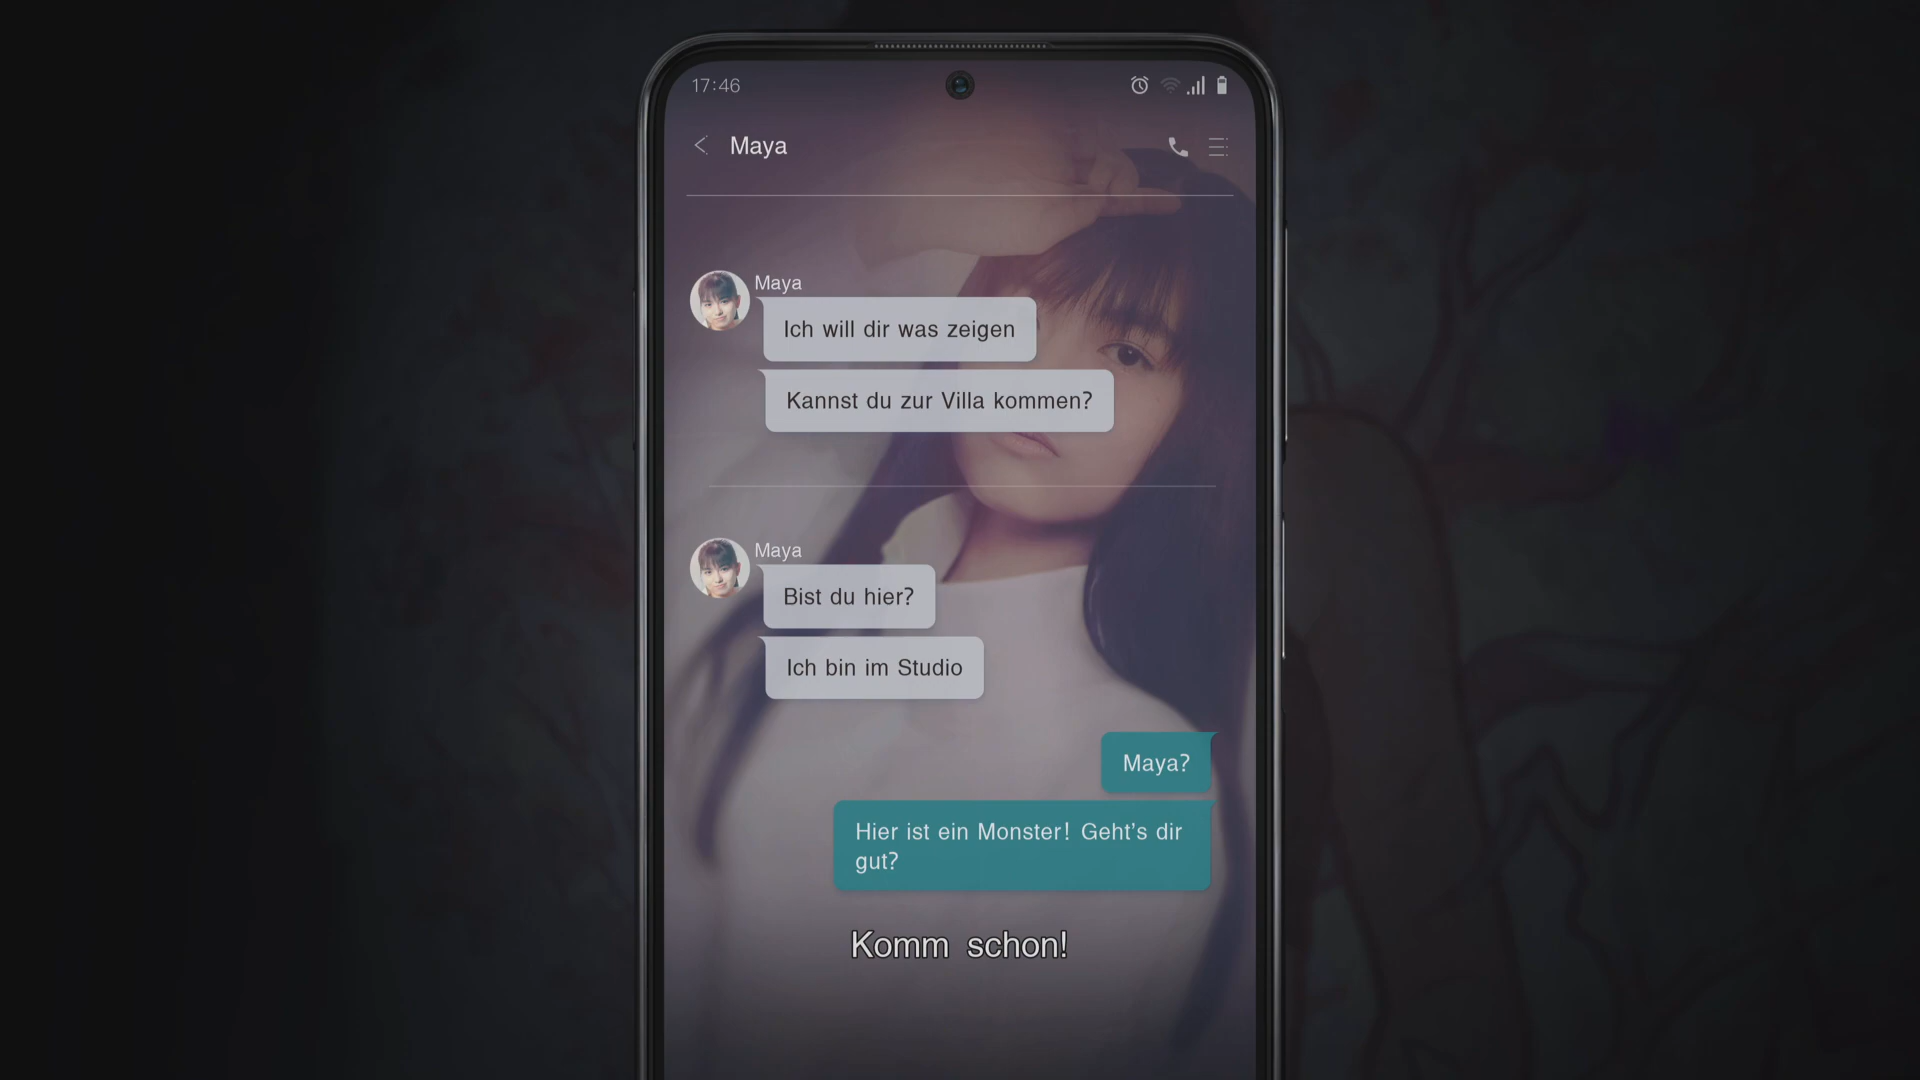 17:46
Maya
Maya
Ich will dir was zeigen
Kannst du zur Villa kommen?
Maya
Bist du hier?
Ich bin im Studio
Maya?
Hier ist ein Monster! Geht's dir
gut?
Komm schon!